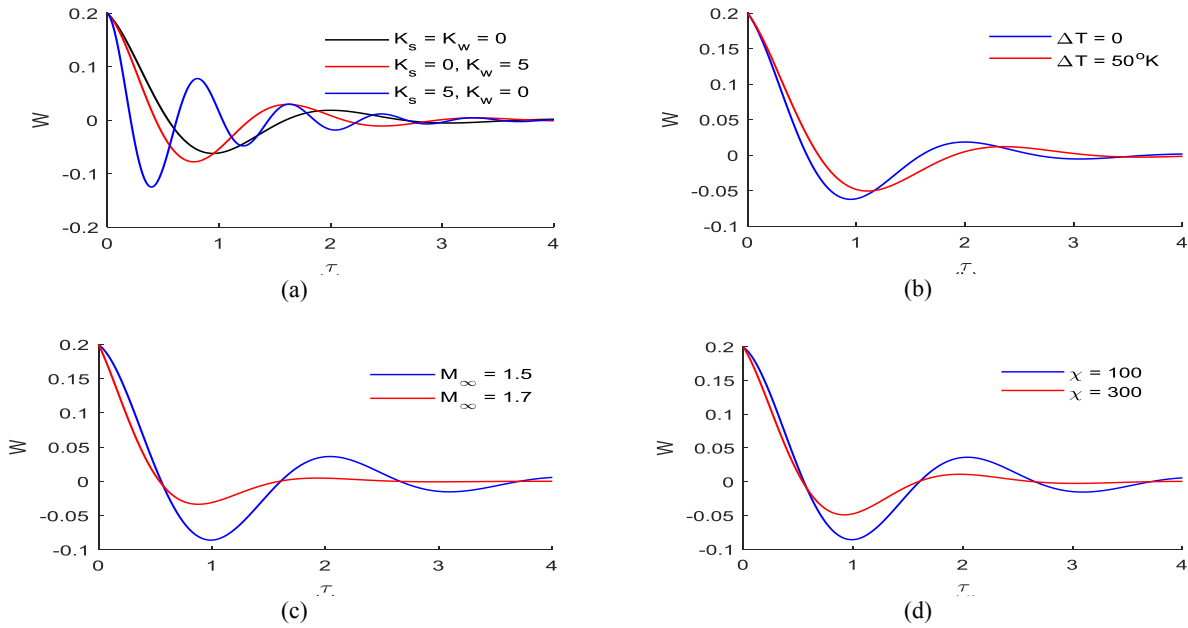 0.2
0.1
0
-0.1
-0.2
W
0 1 2 3 4
τ
K_s = K_w = 0
K_s = 0, K_w = 5
K_s = 5, K_w = 0
(a)
0.2
0.15
0.1
0.05
0
-0.05
-0.1
W
0 1 2 3 4
τ
ΔT = 0
ΔT = 50°K
(b)
0.2
0.15
0.1
0.05
0
-0.05
-0.1
W
0 1 2 3 4
τ
M_∞ = 1.5
M_∞ = 1.7
(c)
0.2
0.15
0.1
0.05
0
-0.05
-0.1
W
0 1 2 3 4
τ
χ = 100
χ = 300
(d)